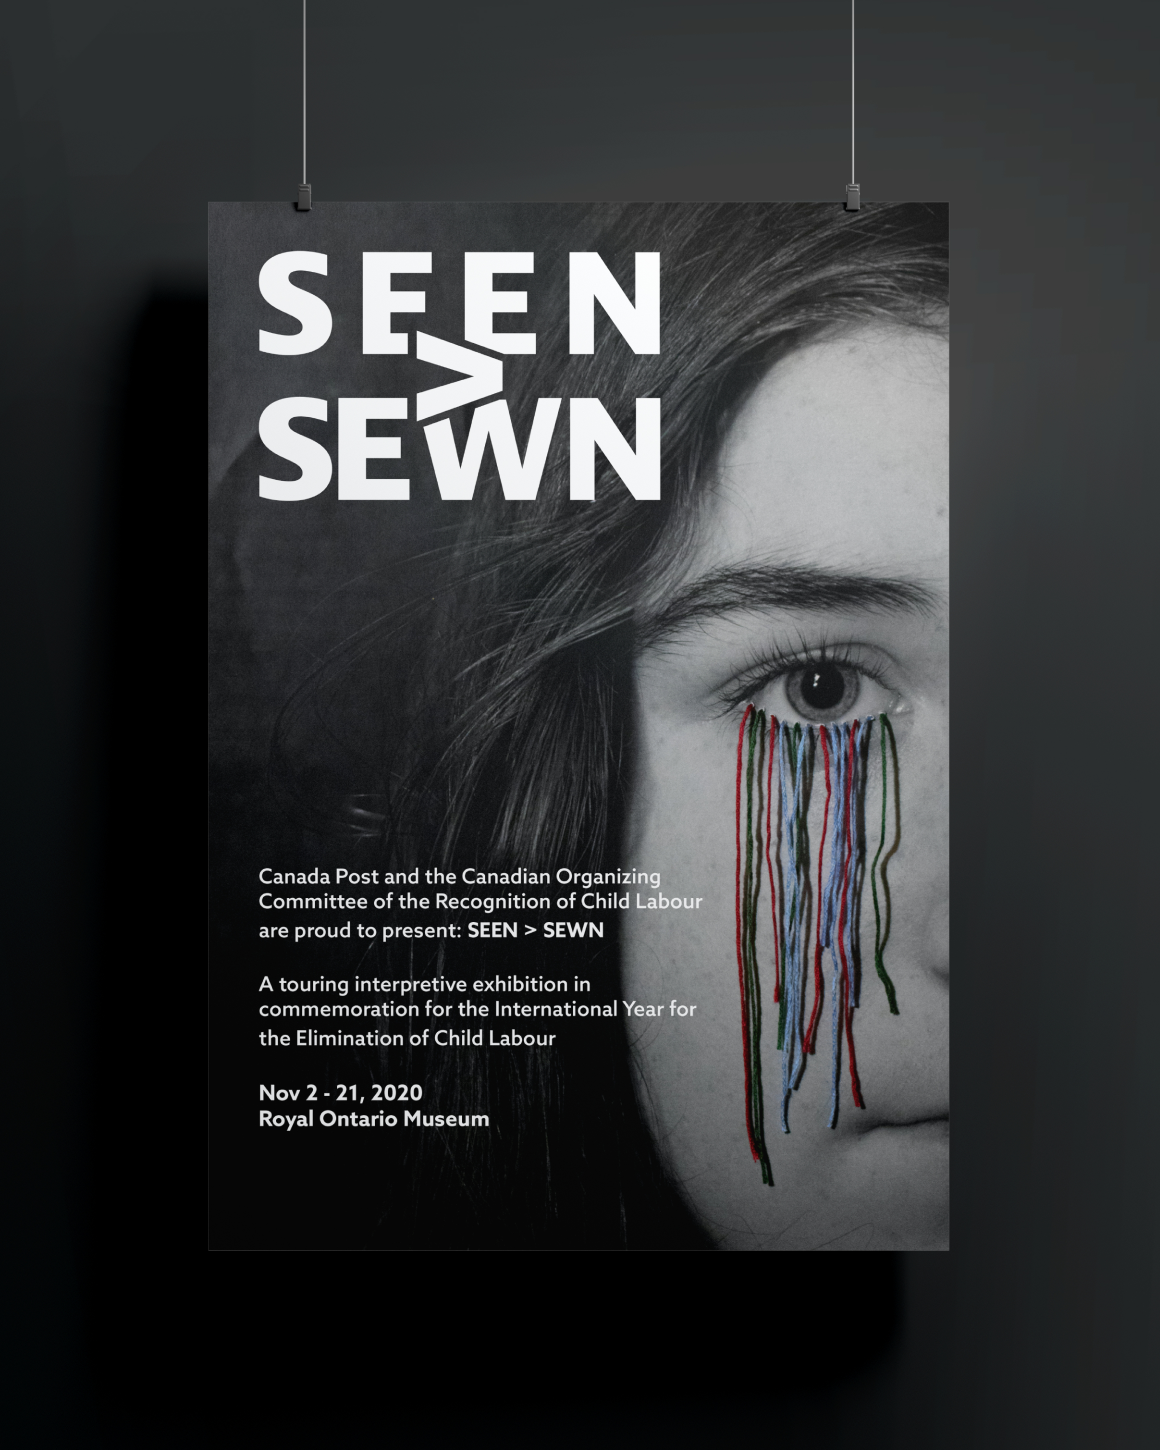 SEEN
>
SEWN
Canada Post and the Canadian Organizing
Committee of the Recognition of Child Labour
are proud to present: SEEN > SEWN
A touring interpretive exhibition in
commemoration for the International Year for
the Elimination of Child Labour
Nov 2 - 21, 2020
Royal Ontario Museum